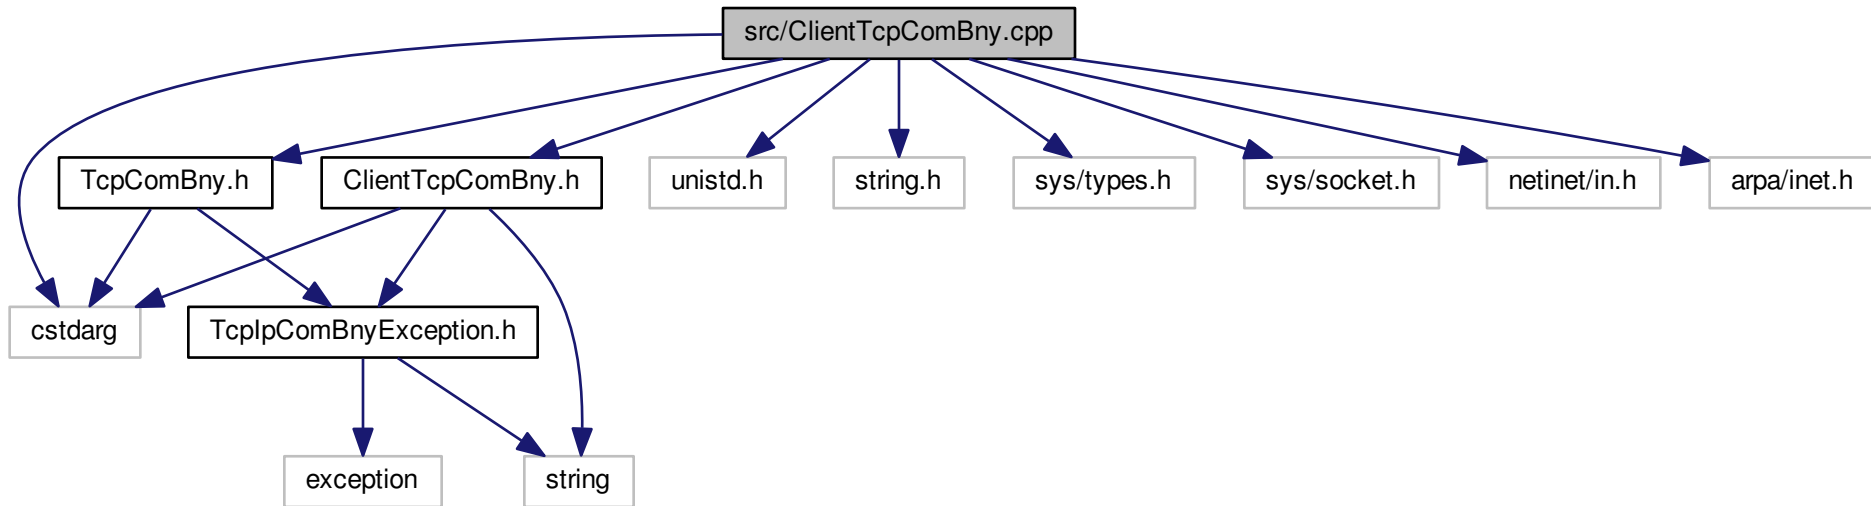 src/ClientTcpComBny.cpp
TcpComBny.h
ClientTcpComBny.h
unistd.h
string.h
sys/types.h
sys/socket.h
netinet/in.h
arpa/inet.h
cstdarg
TcpIpComBnyException.h
exception
string